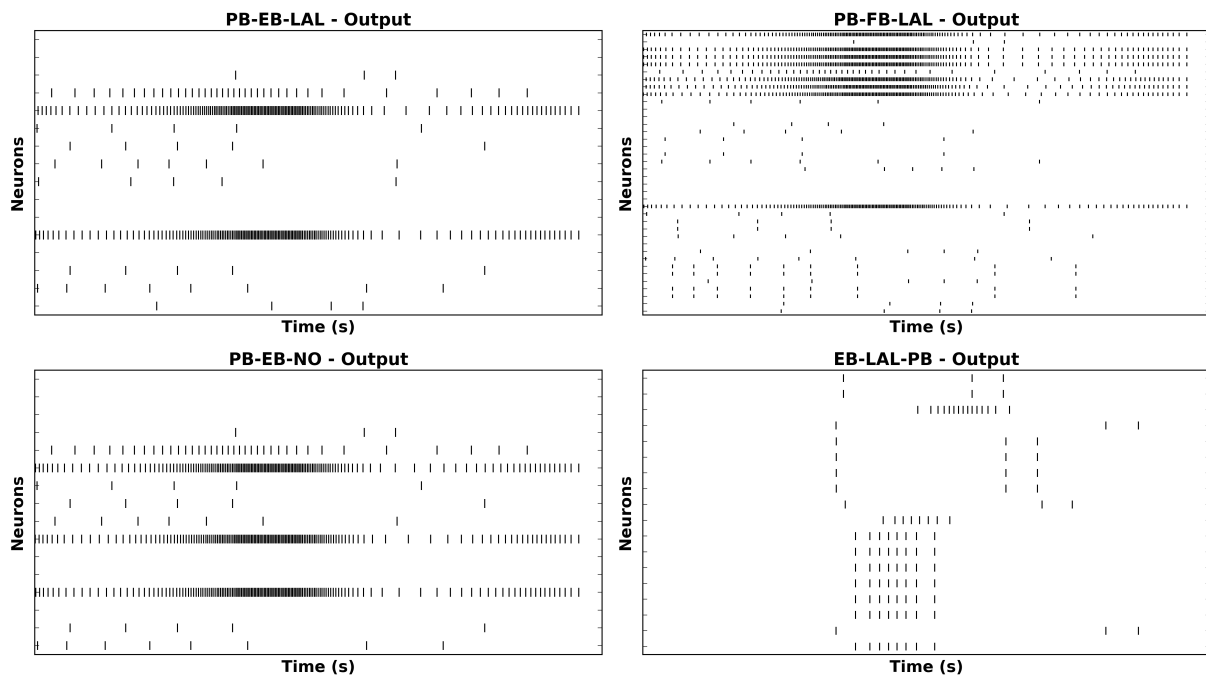 PB-EB-LAL - Output
Neurons
Time (s)
PB-FB-LAL - Output
Neurons
Time (s)
PB-EB-NO - Output
Neurons
Time (s)
EB-LAL-PB - Output
Neurons
Time (s)